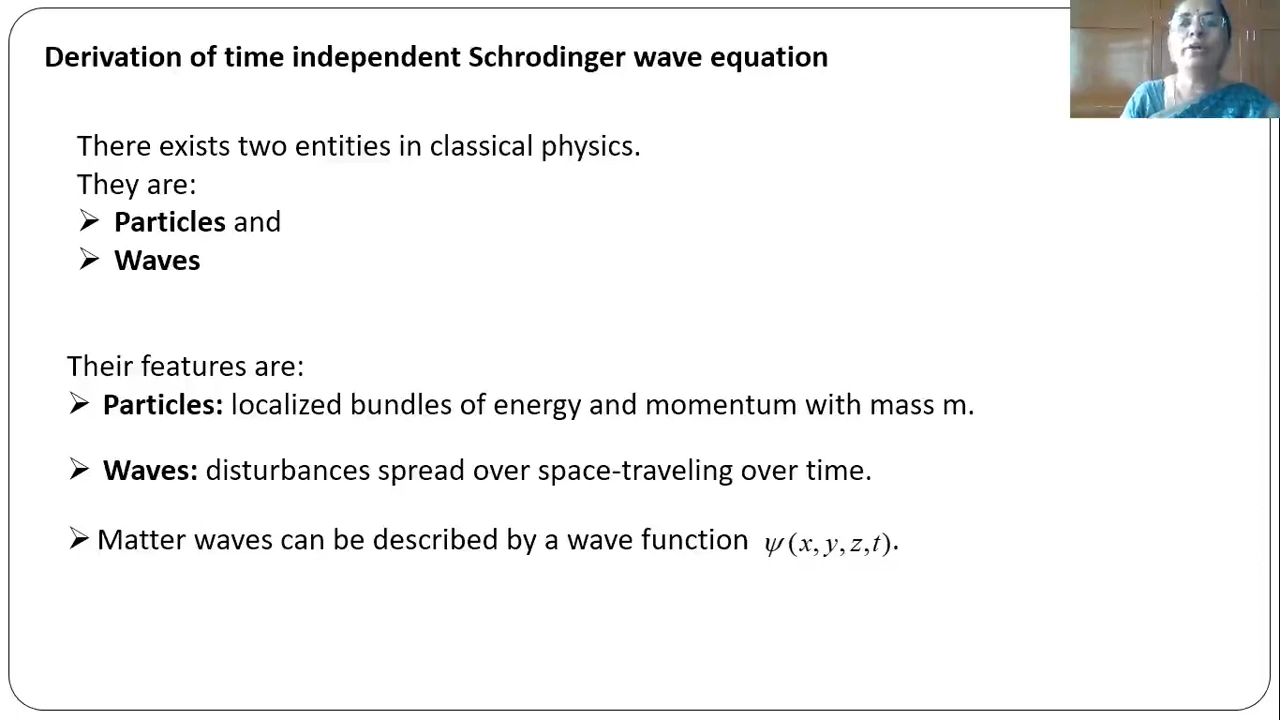 Derivation of time independent Schrodinger wave equation
There exists two entities in classical physics.
They are:
➢ Particles and
➢ Waves
Their features are:
➢ Particles: localized bundles of energy and momentum with mass m.
➢ Waves: disturbances spread over space-traveling over time.
➢ Matter waves can be described by a wave function ψ(x, y, z,t).